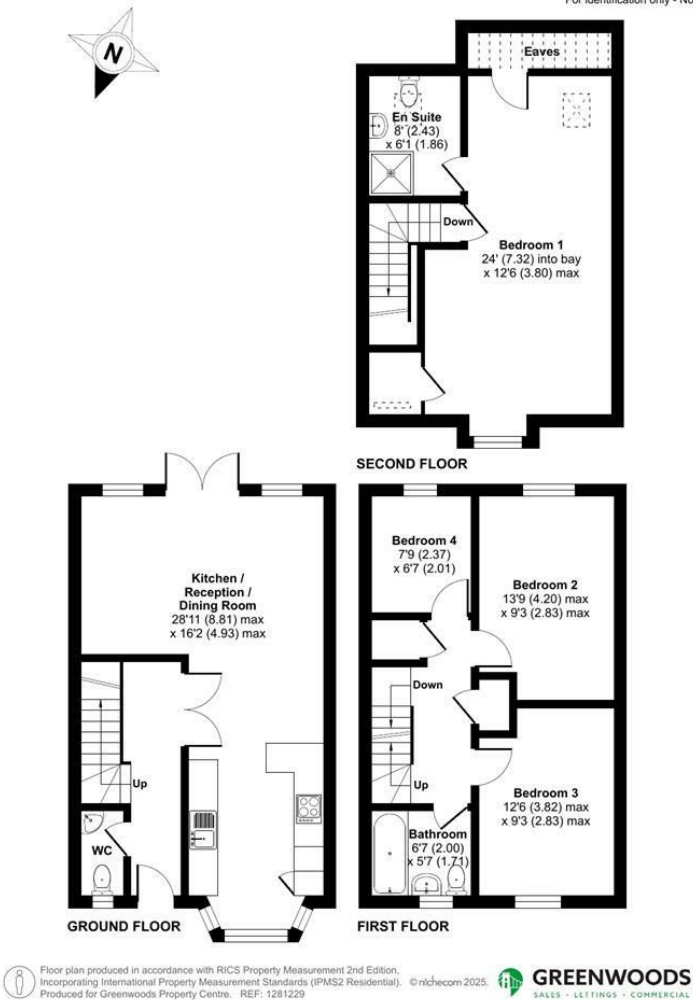 For identification only - No
N
Eaves
En Suite
8' (2.43)
x 6'1 (1.86)
Down
Bedroom 1
24' (7.32) into bay
x 12'6 (3.80) max
SECOND FLOOR
Kitchen /
Reception /
Dining Room
28'11 (8.81) max
x 16'2 (4.93) max
Up
WC
GROUND FLOOR
Bedroom 4
7'9 (2.37)
x 6'7 (2.01)
Bedroom 2
13'9 (4.20) max
x 9'3 (2.83) max
Down
Up
Bedroom 3
12'6 (3.82) max
x 9'3 (2.83) max
Bathroom
6'7 (2.00)
x 5'7 (1.71)
FIRST FLOOR
Floor plan produced in accordance with RICS Property Measurement 2nd Edition,
Incorporating International Property Measurement Standards (IPMS2 Residential). © nichecom 2025.
Produced for Greenwoods Property Centre. REF: 1281229
GREENWOODS
SALES · LETTINGS · COMMERCIAL